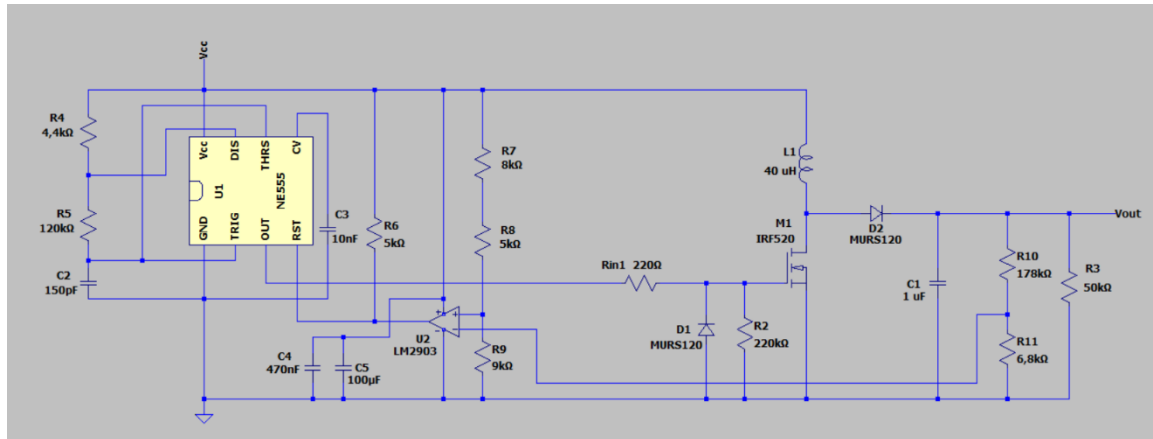 Vcc
R4
4,4kΩ
R5
120kΩ
C2
150pF
Vcc
DIS
THRS
CV
U1
NE555
GND
TRIG
OUT
RST
C3
10nF
R6
5kΩ
R7
8kΩ
R8
5kΩ
R9
9kΩ
U2
LM2903
C4
470nF
C5
100µF
Rin1 220Ω
D1
MURS120
R2
220kΩ
L1
40 uH
M1
IRF520
D2
MURS120
C1
1 uF
R10
178kΩ
R11
6,8kΩ
R3
50kΩ
Vout